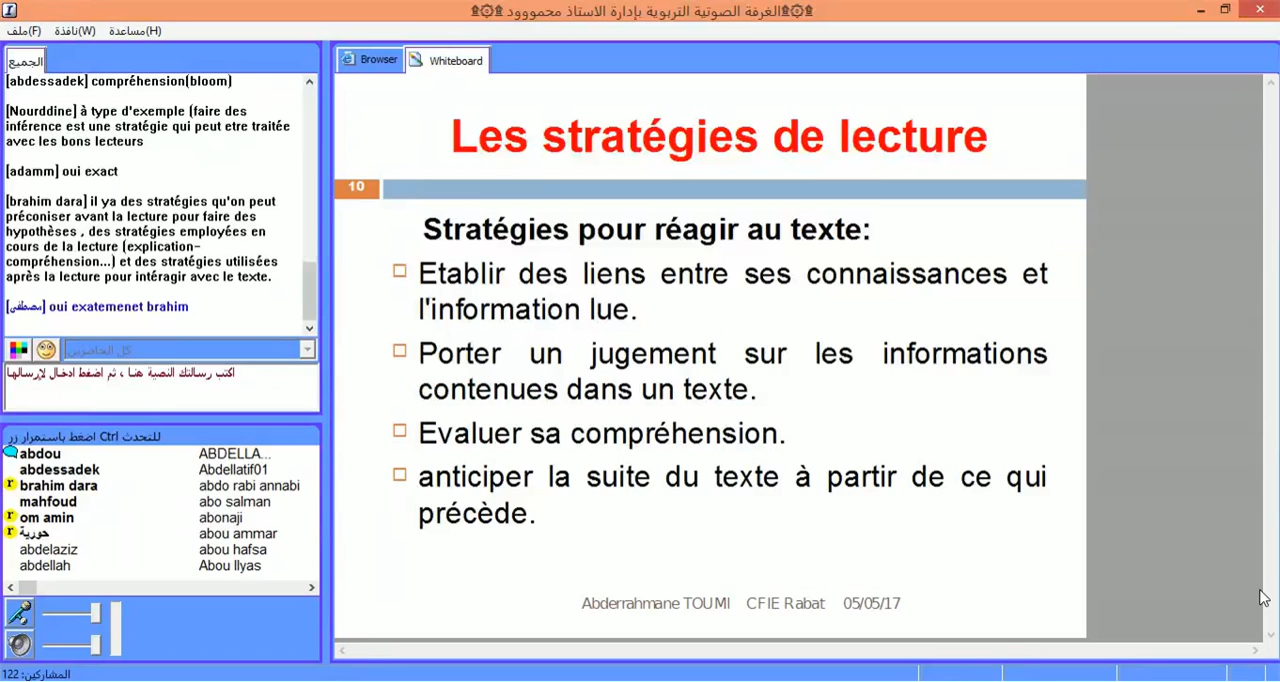 ۩۞۩الغرفة الصوتية التربوية بإدارة الاستاذ محمووود۩۞۩
ملف(F) نافذة(W) مساعدة(H)
الجميع
[abdessadek] compréhension(bloom)
[Nourddine] à type d'exemple (faire des
inférence est une stratégie qui peut etre traitée
avec les bons lecteurs
[adamm] oui exact
[brahim dara] il ya des stratégies qu'on peut
préconiser avant la lecture pour faire des
hypothèses , des stratégies employées en
cours de la lecture (explication-
compréhension...) et des stratégies utilisées
après la lecture pour intéragir avec le texte.
[مصطفى] oui exatemenet brahim
كل الحاضرين
اكتب رسالتك النصية هنا ، ثم اضغط ادخال لإرسالها
للتحدث Ctrl اضغط باستمرار زر
abdou ABDELLA...
abdessadek Abdellatif01
brahim dara abdo rabi annabi
mahfoud abo salman
om amin abonaji
حورية abou ammar
abdelaziz abou hafsa
abdellah Abou Ilyas
المشاركين: 122
Browser Whiteboard
Les stratégies de lecture
10
Stratégies pour réagir au texte:
Etablir des liens entre ses connaissances et
l'information lue.
Porter un jugement sur les informations
contenues dans un texte.
Evaluer sa compréhension.
anticiper la suite du texte à partir de ce qui
précède.
Abderrahmane TOUMI CFIE Rabat 05/05/17